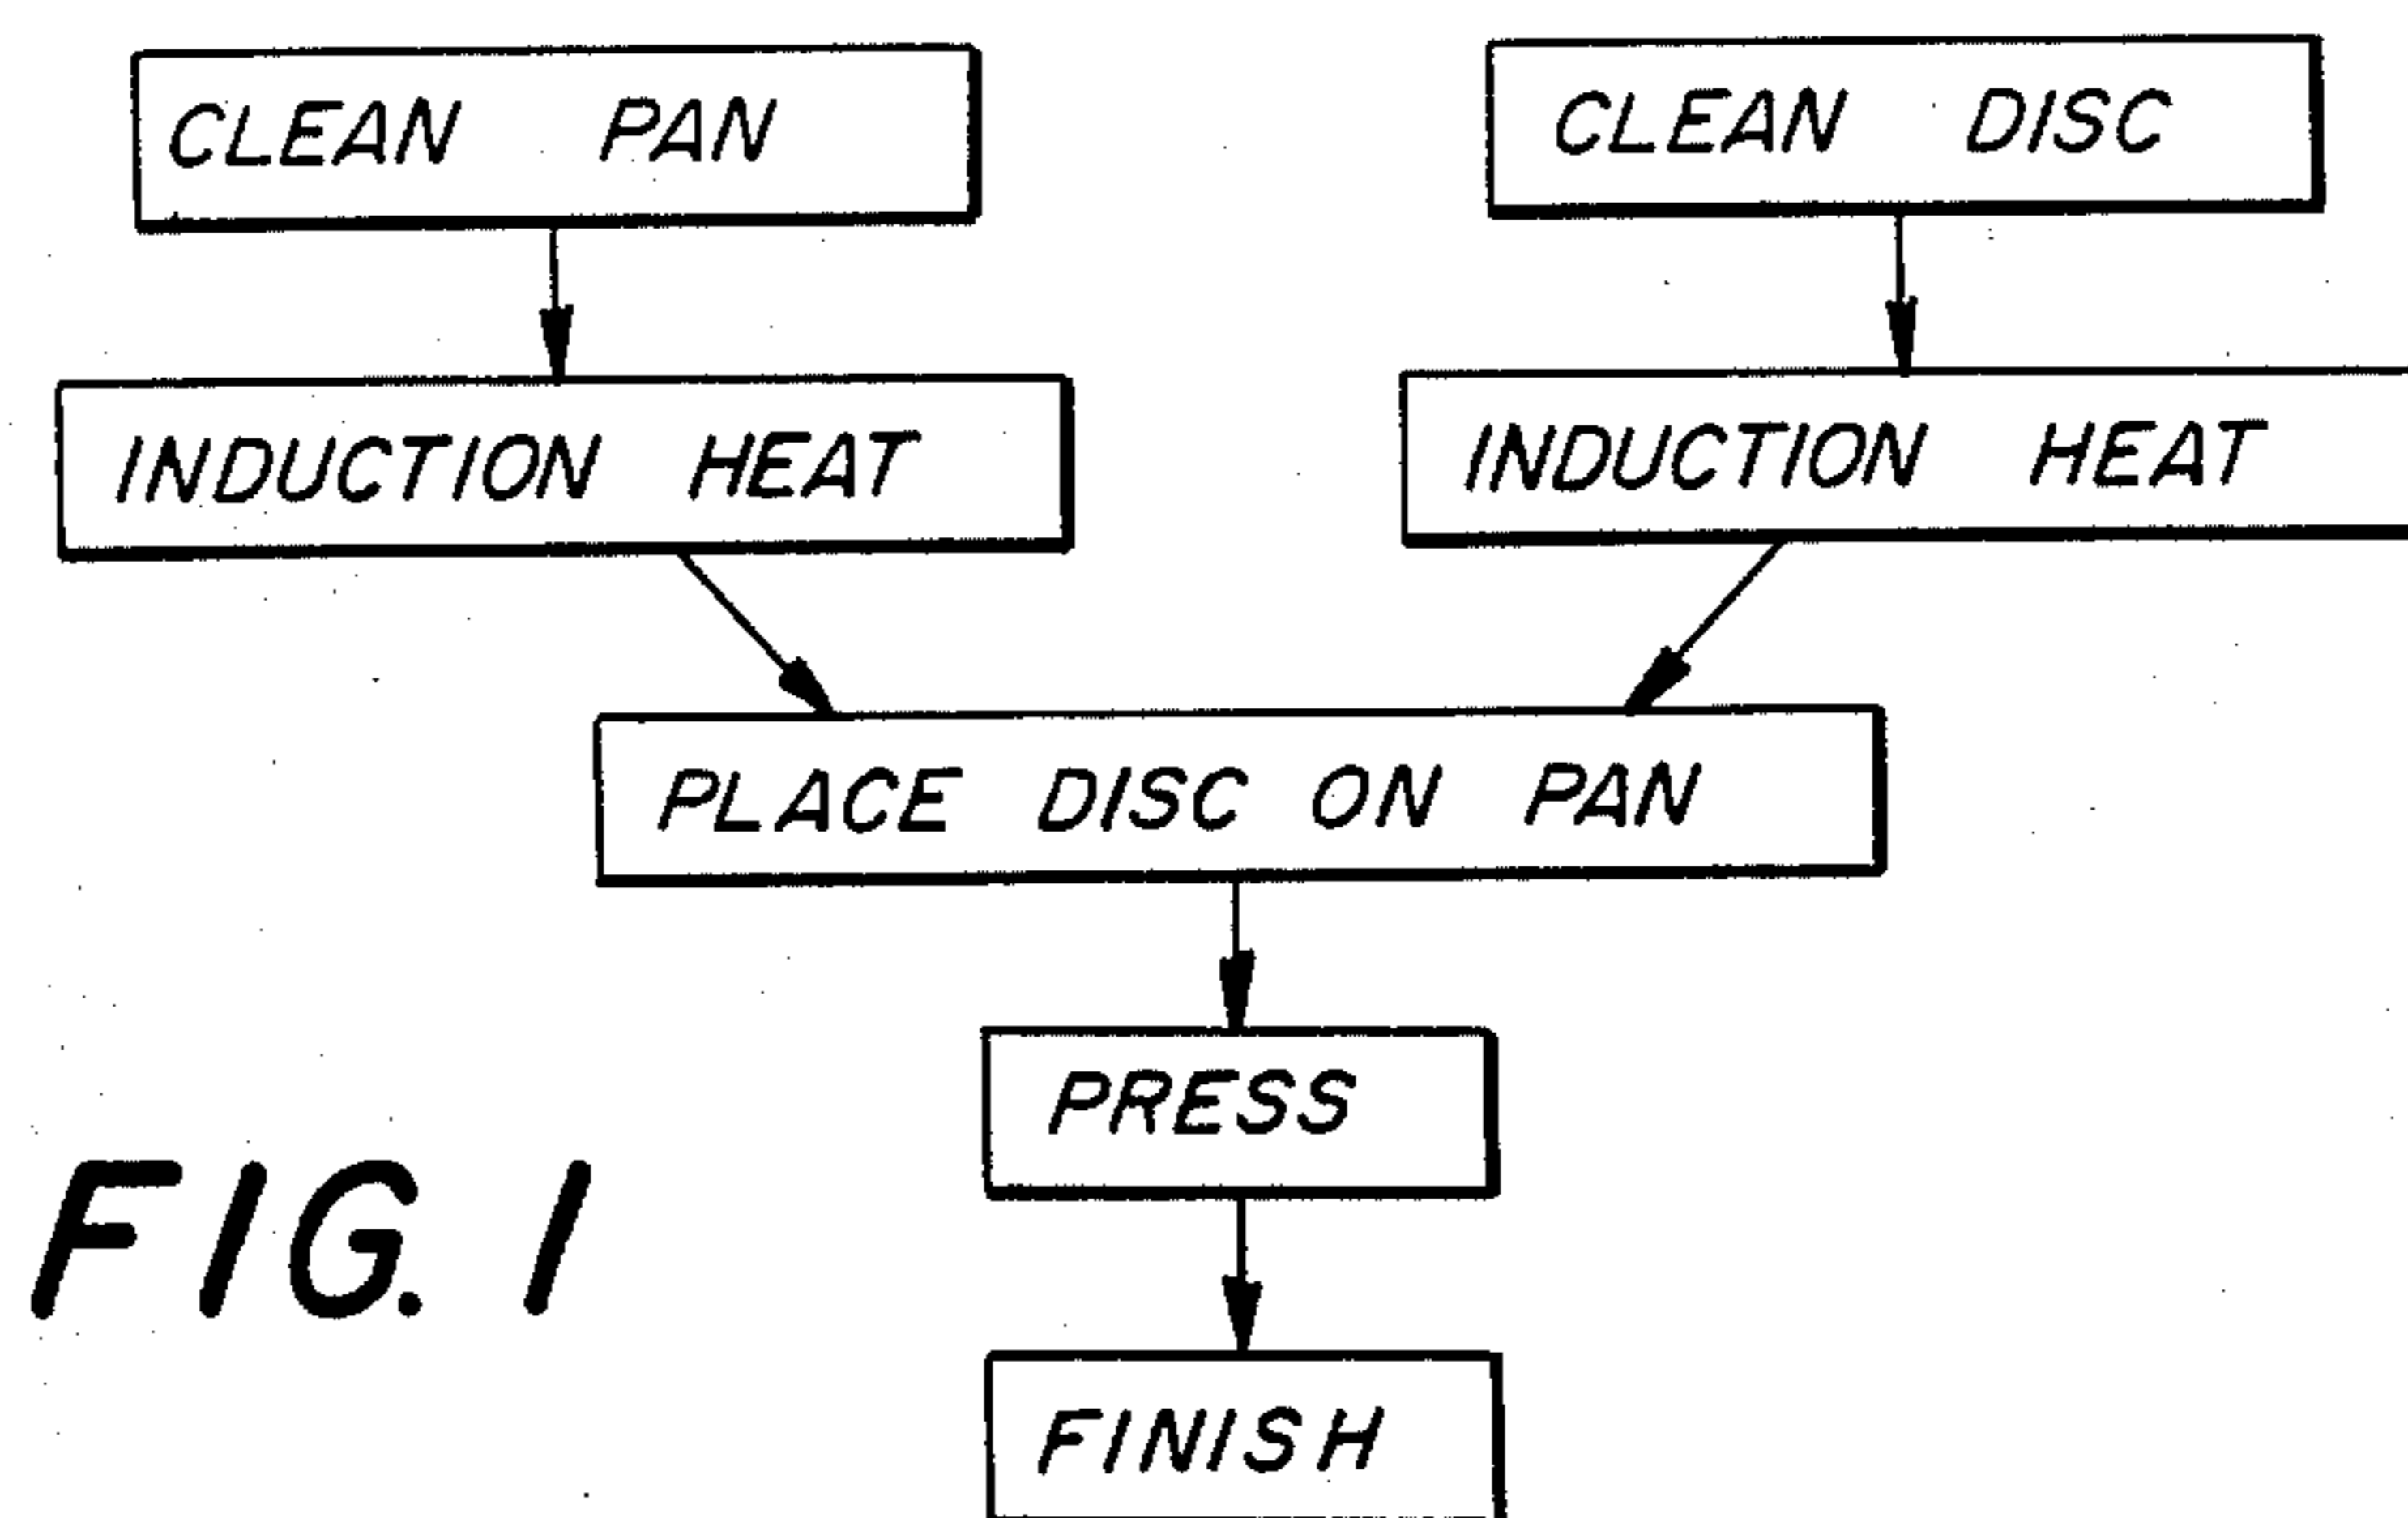 CLEAN PAN
CLEAN DISC
INDUCTION HEAT
INDUCTION HEAT
PLACE DISC ON PAN
PRESS
FINISH
FIG. 1